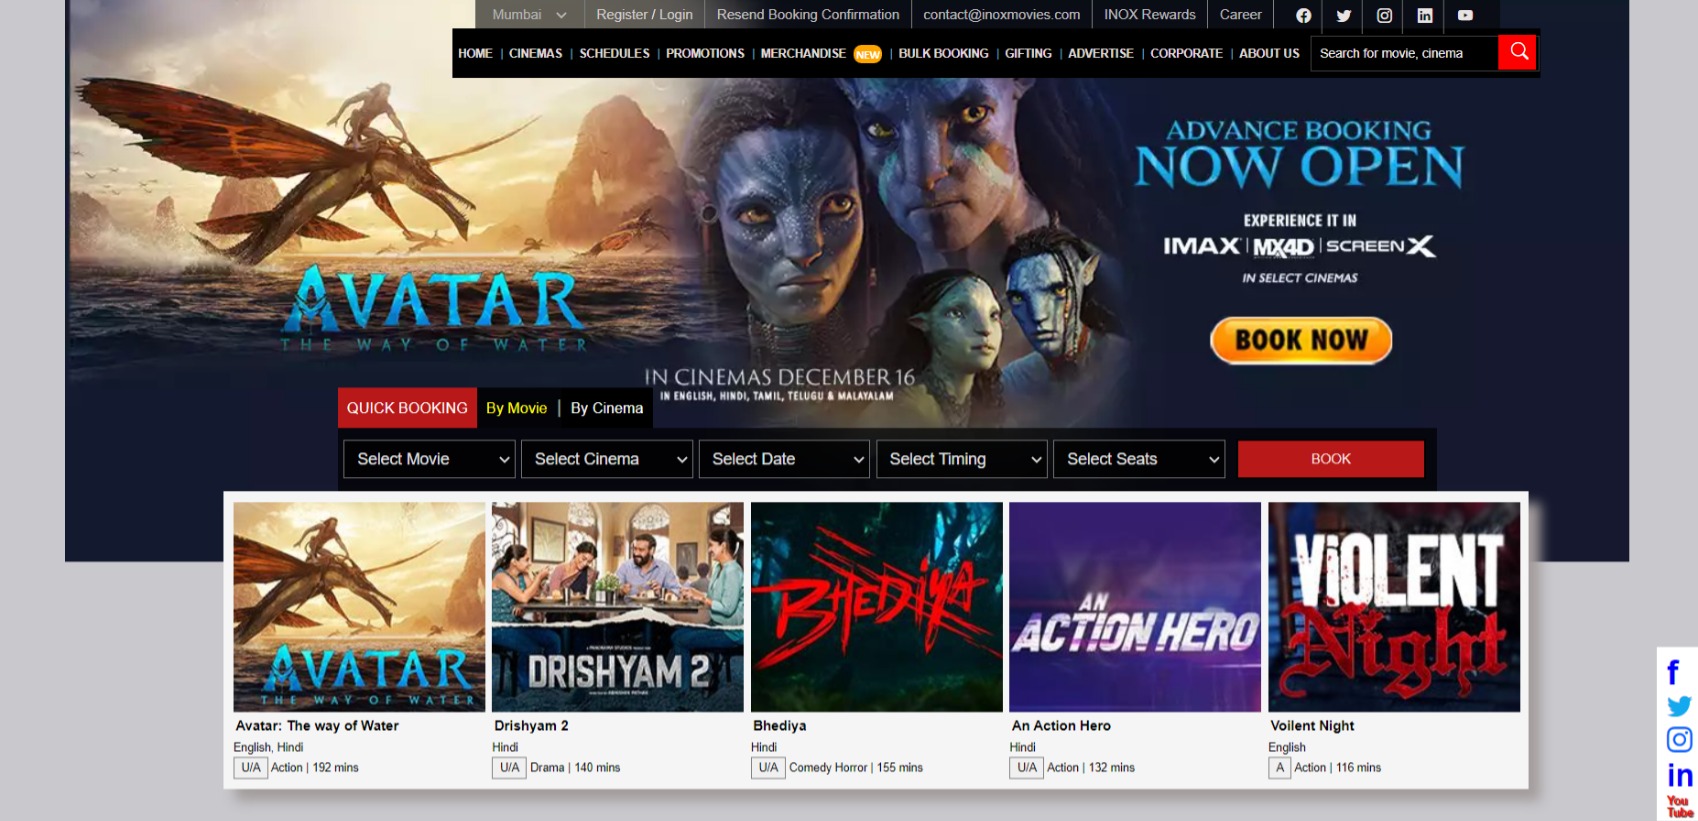 Mumbai
Register / Login
Resend Booking Confirmation
contact@inoxmovies.com
INOX Rewards
Career
HOME | CINEMAS | SCHEDULES | PROMOTIONS | MERCHANDISE NEW | BULK BOOKING | GIFTING | ADVERTISE | CORPORATE | ABOUT US
Search for movie, cinema
ADVANCE BOOKING
NOW OPEN
EXPERIENCE IT IN
IMAX | MX4D | SCREENX
IN SELECT CINEMAS
BOOK NOW
AVATAR
THE WAY OF WATER
IN CINEMAS DECEMBER 16
IN ENGLISH, HINDI, TAMIL, TELUGU & MALAYALAM
QUICK BOOKING By Movie | By Cinema
Select Movie
Select Cinema
Select Date
Select Timing
Select Seats
BOOK
AVATAR
THE WAY OF WATER
Avatar: The way of Water
English, Hindi
U/A Action | 192 mins
DRISHYAM 2
Drishyam 2
Hindi
U/A Drama | 140 mins
BHEDIYA
Bhediya
Hindi
U/A Comedy Horror | 155 mins
AN
ACTION HERO
An Action Hero
Hindi
U/A Action | 132 mins
VIOLENT
Night
Voilent Night
English
A Action | 116 mins
f
in
You
Tube